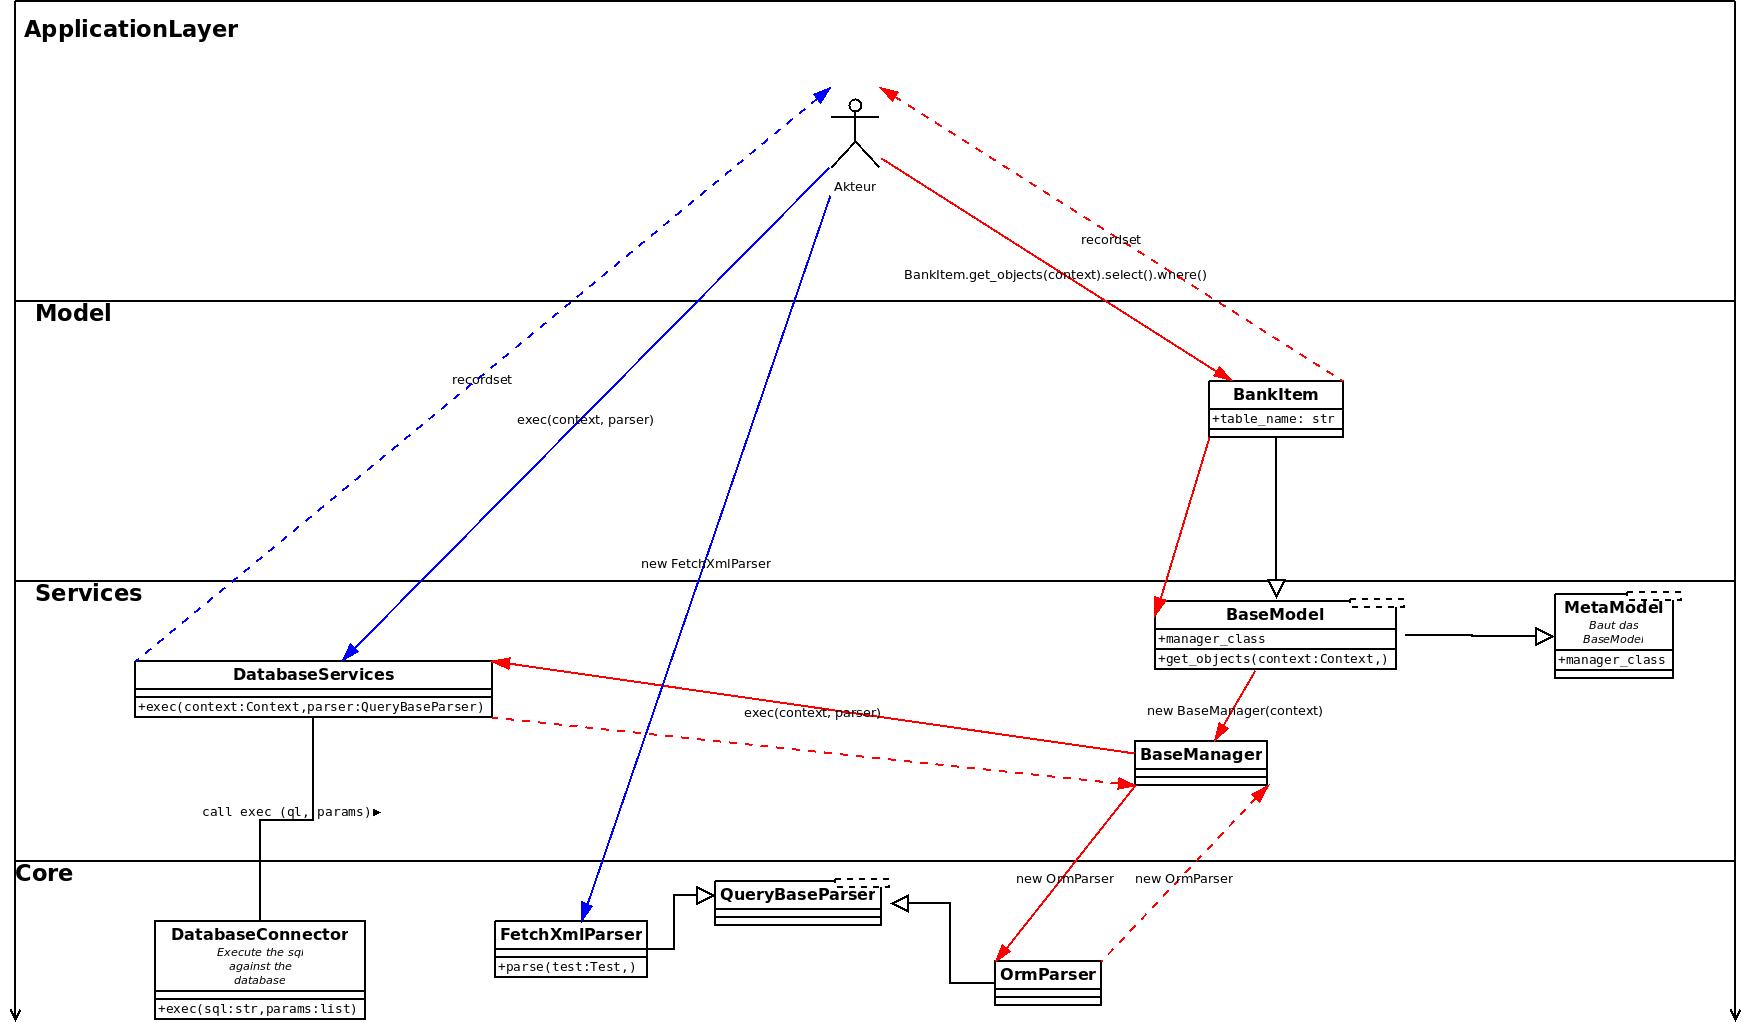 ApplicationLayer
Akteur
recordset
BankItem.get_objects(context).select().where()
Model
recordset
BankItem
+table_name: str
exec(context, parser)
new FetchXmlParser
Services
MetaModel
Baut das
BaseModel
+manager_class
BaseModel
+manager_class
+get_objects(context:Context,)
DatabaseServices
+exec(context:Context,parser:QueryBaseParser)
exec(context, parser)
new BaseManager(context)
BaseManager
call exec (ql, params)▶
Core
new OrmParser
new OrmParser
QueryBaseParser
DatabaseConnector
Execute the sql
against the
database
+exec(sql:str,params:list)
FetchXmlParser
+parse(test:Test,)
OrmParser